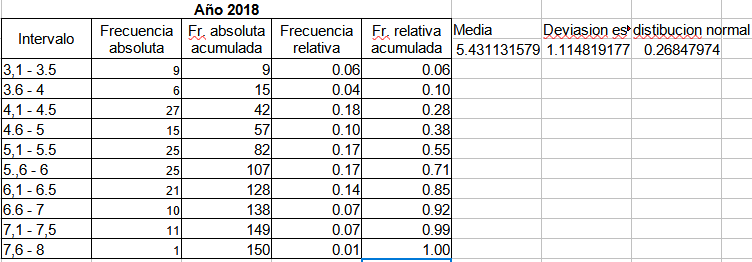 Año 2018
Intervalo Frecuencia absoluta Fr. absoluta acumulada Frecuencia relativa Fr. relativa acumulada Media Deviasion es distibucion normal
5.431131579 1.114819177 0.26847974
3,1 - 3.5 9 9 0.06 0.06
3.6 - 4 6 15 0.04 0.10
4,1 - 4.5 27 42 0.18 0.28
4.6 - 5 15 57 0.10 0.38
5,1 - 5.5 25 82 0.17 0.55
5.,6 - 6 25 107 0.17 0.71
6,1 - 6.5 21 128 0.14 0.85
6.6 - 7 10 138 0.07 0.92
7,1 - 7,5 11 149 0.07 0.99
7,6 - 8 1 150 0.01 1.00